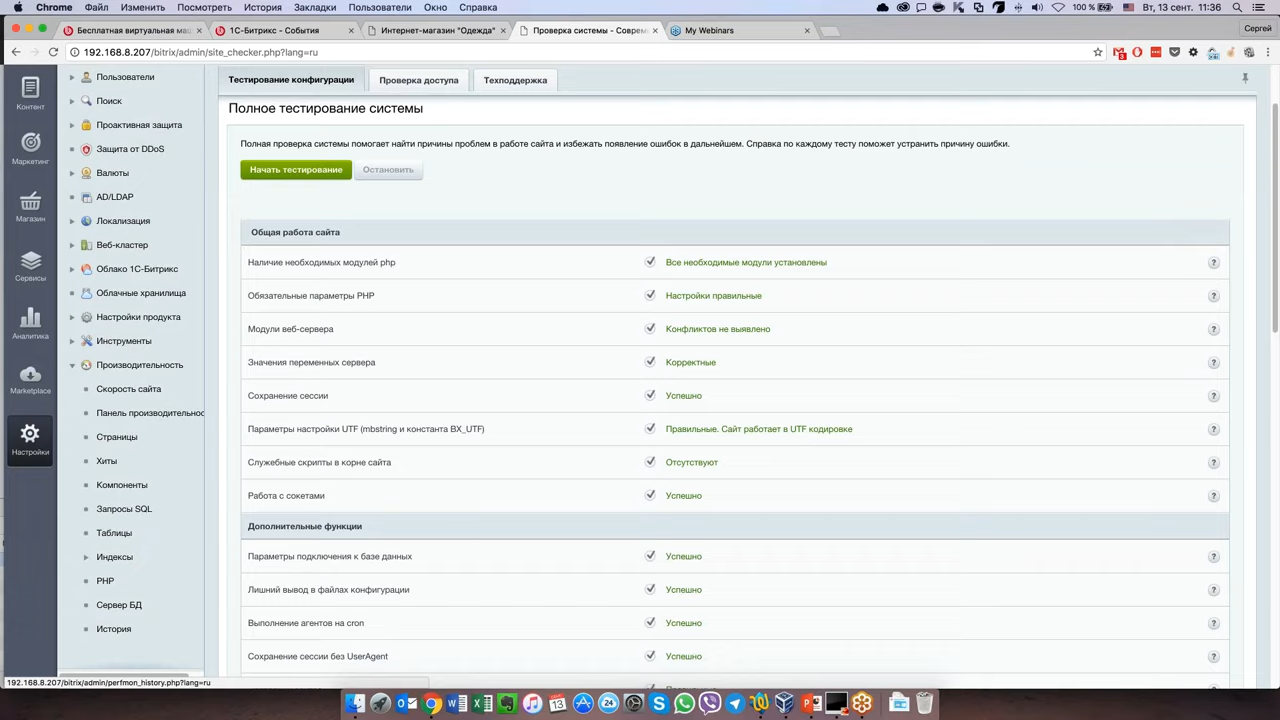 Chrome Файл Изменить Просмотреть История Закладки Пользователи Окно Справка 100 % Вт, 13 сент. 11:36
Бесплатная виртуальная маш
1С-Битрикс - События
Интернет-магазин "Одежда"
Проверка системы - Соврем
My Webinars
Сергей
192.168.8.207/bitrix/admin/site_checker.php?lang=ru
Контент
Маркетинг
Магазин
Сервисы
Аналитика
Marketplace
Настройки
Пользователи
Поиск
Проактивная защита
Защита от DDoS
Валюты
AD/LDAP
Локализация
Веб-кластер
Облако 1С-Битрикс
Облачные хранилища
Настройки продукта
Инструменты
Производительность
Скорость сайта
Панель производительнос
Страницы
Хиты
Компоненты
Запросы SQL
Таблицы
Индексы
PHP
Сервер БД
История
Тестирование конфигурации
Проверка доступа
Техподдержка
Полное тестирование системы
Полная проверка системы помогает найти причины проблем в работе сайта и избежать появление ошибок в дальнейшем. Справка по каждому тесту поможет устранить причину ошибки.
Начать тестирование
Остановить
Общая работа сайта
Наличие необходимых модулей php Все необходимые модули установлены ?
Обязательные параметры PHP Настройки правильные ?
Модули веб-сервера Конфликтов не выявлено ?
Значения переменных сервера Корректные ?
Сохранение сессии Успешно ?
Параметры настройки UTF (mbstring и константа BX_UTF) Правильные. Сайт работает в UTF кодировке ?
Служебные скрипты в корне сайта Отсутствуют ?
Работа с сокетами Успешно ?
Дополнительные функции
Параметры подключения к базе данных Успешно ?
Лишний вывод в файлах конфигурации Успешно ?
Выполнение агентов на cron Успешно ?
Сохранение сессии без UserAgent Успешно ?
192.168.8.207/bitrix/admin/perfmon_history.php?lang=ru